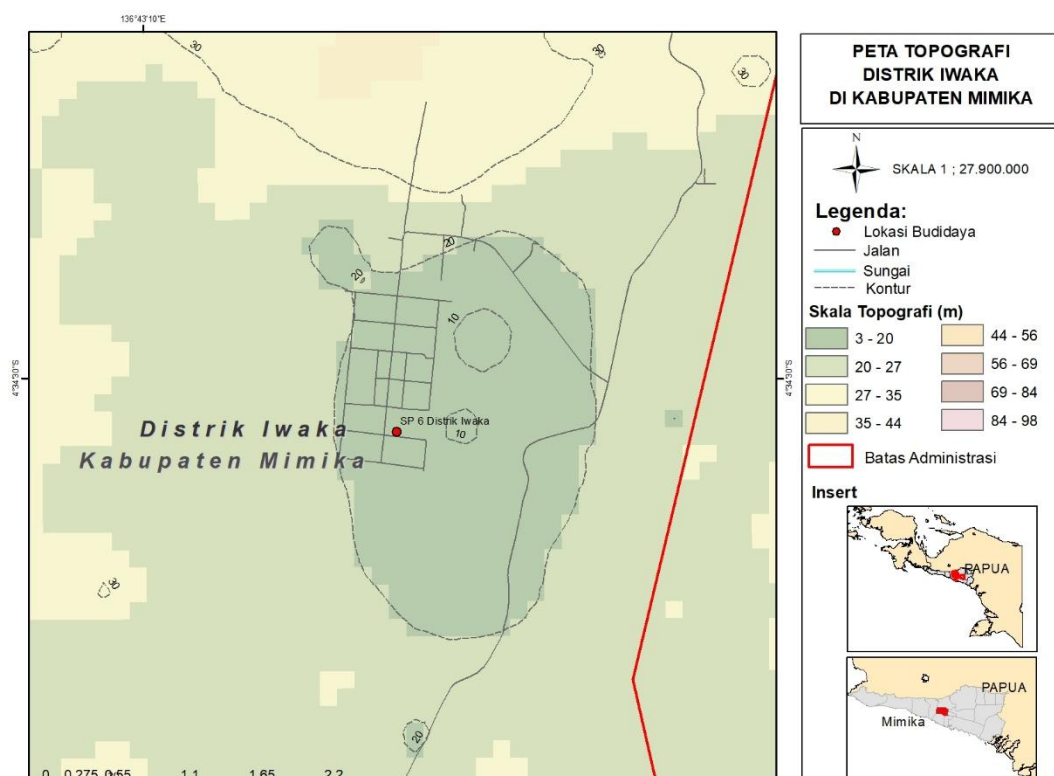 136°43'10"E
30
30
30
20
20
10
10
30
20
4°34'30"S
4°34'30"S
SP 6 Distrik Iwaka
Distrik Iwaka
Kabupaten Mimika
0 0,275 0,55 1,1 1,65 2,2
PETA TOPOGRAFI
DISTRIK IWAKA
DI KABUPATEN MIMIKA
N
SKALA 1 ; 27.900.000
Legenda:
Lokasi Budidaya
Jalan
Sungai
Kontur
Skala Topografi (m)
3 - 20
44 - 56
20 - 27
56 - 69
27 - 35
69 - 84
35 - 44
84 - 98
Batas Administrasi
Insert
PAPUA
PAPUA
Mimika